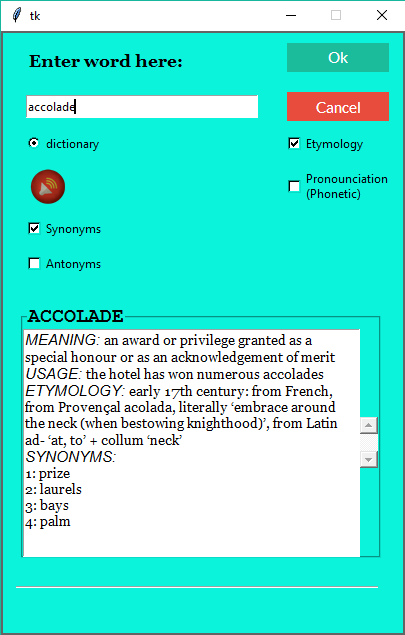 tk
Enter word here:
Ok
accolade
Cancel
dictionary
Etymology
Pronounciation
(Phonetic)
Synonyms
Antonyms
ACCOLADE
MEANING: an award or privilege granted as a
special honour or as an acknowledgement of merit
USAGE: the hotel has won numerous accolades
ETYMOLOGY: early 17th century: from French,
from Provençal acolada, literally ‘embrace around
the neck (when bestowing knighthood)’, from Latin
ad- ‘at, to’ + collum ‘neck’
SYNONYMS:
1: prize
2: laurels
3: bays
4: palm